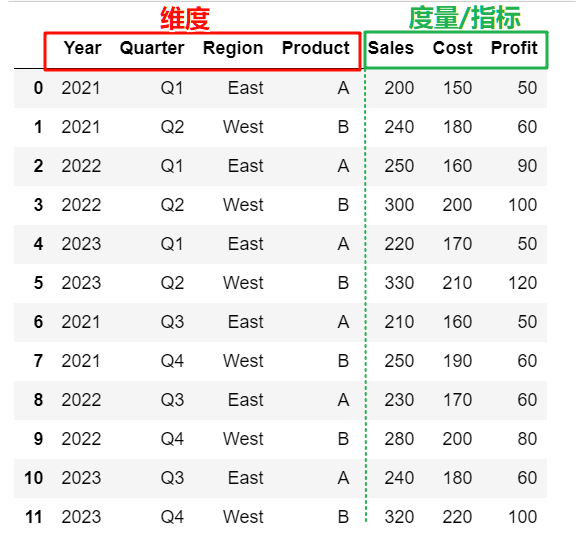 维度 度量/指标
Year Quarter Region Product Sales Cost Profit
0 2021 Q1 East A 200 150 50
1 2021 Q2 West B 240 180 60
2 2022 Q1 East A 250 160 90
3 2022 Q2 West B 300 200 100
4 2023 Q1 East A 220 170 50
5 2023 Q2 West B 330 210 120
6 2021 Q3 East A 210 160 50
7 2021 Q4 West B 250 190 60
8 2022 Q3 East A 230 170 60
9 2022 Q4 West B 280 200 80
10 2023 Q3 East A 240 180 60
11 2023 Q4 West B 320 220 100